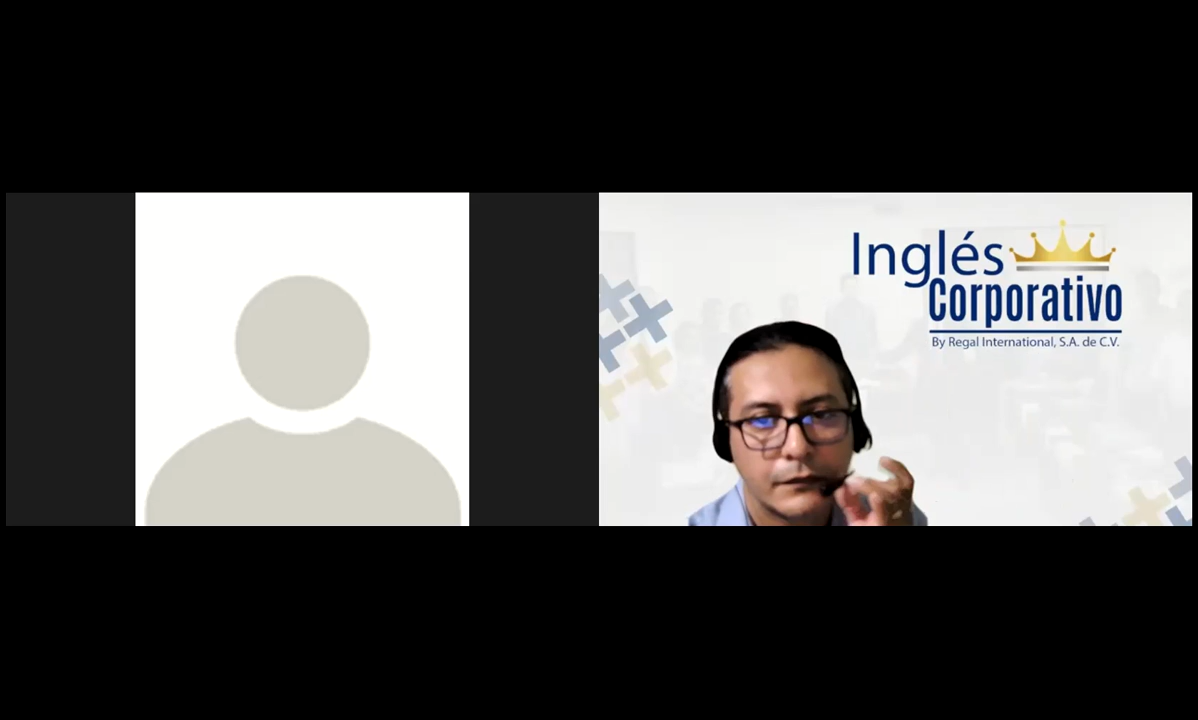 Inglés
Corporativo
By Regal International, S.A. de C.V.